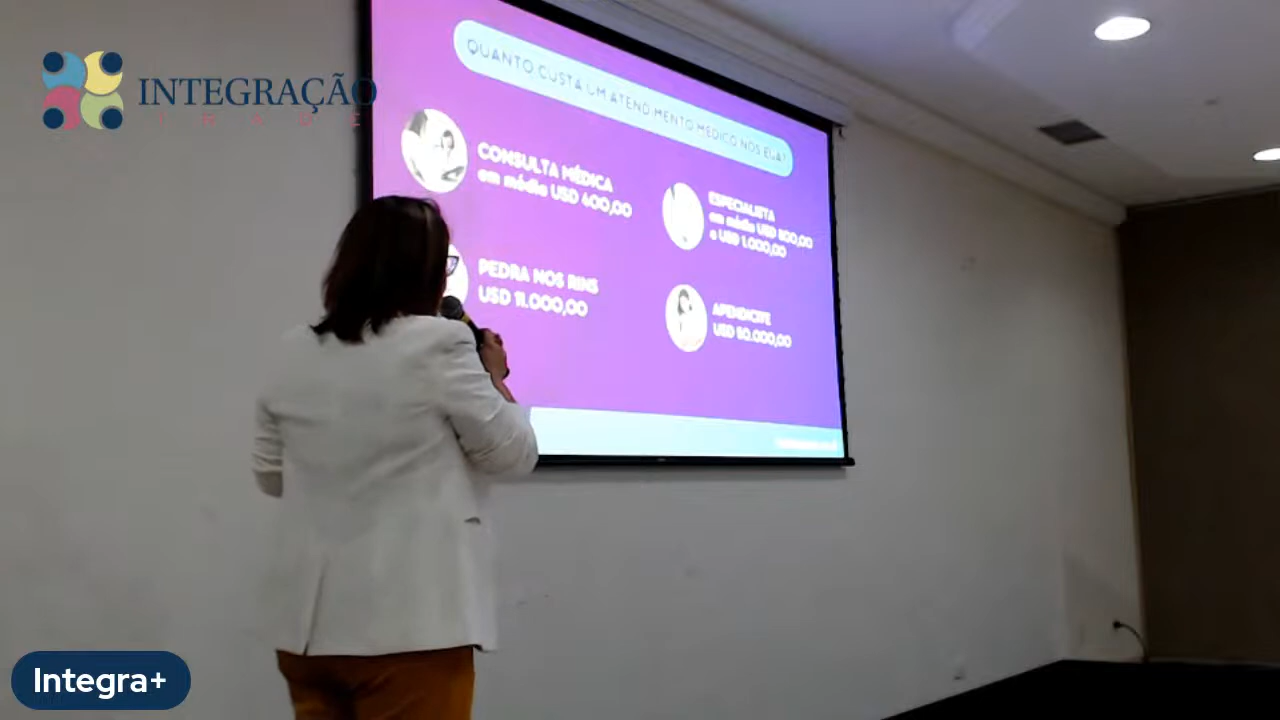 INTEGRAÇÃO
TRADE
QUANTO CUSTA UM ATENDIMENTO MÉDICO NOS EUA?
CONSULTA MÉDICA
em média USD 400,00
ESPECIALISTA
em média USD 800,00
a USD 1.000,00
PEDRA NOS RINS
USD 11.000,00
APENDICITE
USD 80.000,00
Integra+